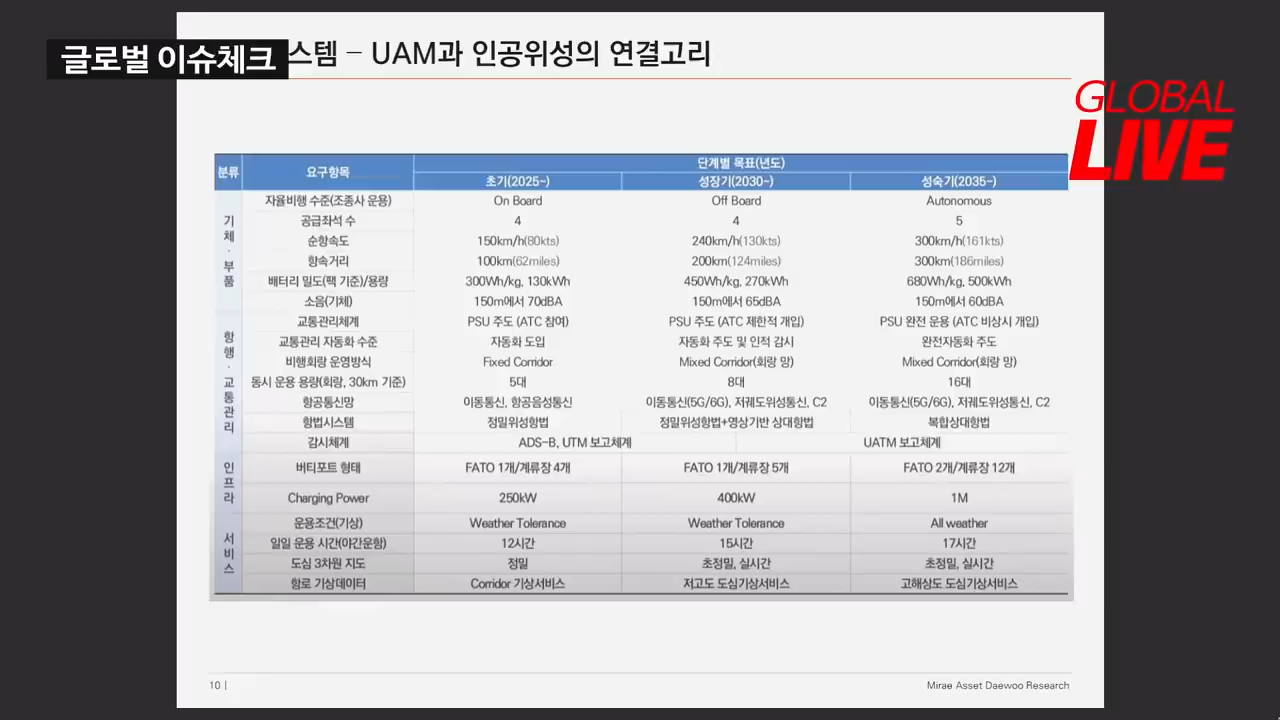 글로벌 이슈체크
스템 – UAM과 인공위성의 연결고리
GLOBAL
LIVE
분류 요구항목 단계별 목표(년도)
초기(2025~) 성장기(2030~) 성숙기(2035~)
기체·부품
자율비행 수준(조종사 운용) On Board Off Board Autonomous
공급좌석 수 4 4 5
순항속도 150km/h(80kts) 240km/h(130kts) 300km/h(161kts)
항속거리 100km(62miles) 200km(124miles) 300km(186miles)
배터리 밀도(팩 기준)/용량 300Wh/kg, 130kWh 450Wh/kg, 270kWh 680Wh/kg, 500kWh
소음(기체) 150m에서 70dBA 150m에서 65dBA 150m에서 60dBA
항행·교통관리
교통관리체계 PSU 주도 (ATC 참여) PSU 주도 (ATC 제한적 개입) PSU 완전 운용 (ATC 비상시 개입)
교통관리 자동화 수준 자동화 도입 자동화 주도 및 인적 감시 완전자동화 주도
비행회랑 운영방식 Fixed Corridor Mixed Corridor(회랑 망) Mixed Corridor(회랑 망)
동시 운용 용량(회랑, 30km 기준) 5대 8대 16대
항공통신망 이동통신, 항공음성통신 이동통신(5G/6G), 저궤도위성통신, C2 이동통신(5G/6G), 저궤도위성통신, C2
항법시스템 정밀위성항법 정밀위성항법+영상기반 상대항법 복합상대항법
감시체계 ADS-B, UTM 보고체계 UATM 보고체계
인프라
버티포트 형태 FATO 1개/계류장 4개 FATO 1개/계류장 5개 FATO 2개/계류장 12개
Charging Power 250kW 400kW 1M
서비스
운용조건(기상) Weather Tolerance Weather Tolerance All weather
일일 운용 시간(야간운항) 12시간 15시간 17시간
도심 3차원 지도 정밀 초정밀, 실시간 초정밀, 실시간
항로 기상데이터 Corridor 기상서비스 저고도 도심기상서비스 고해상도 도심기상서비스
10 |
Mirae Asset Daewoo Research